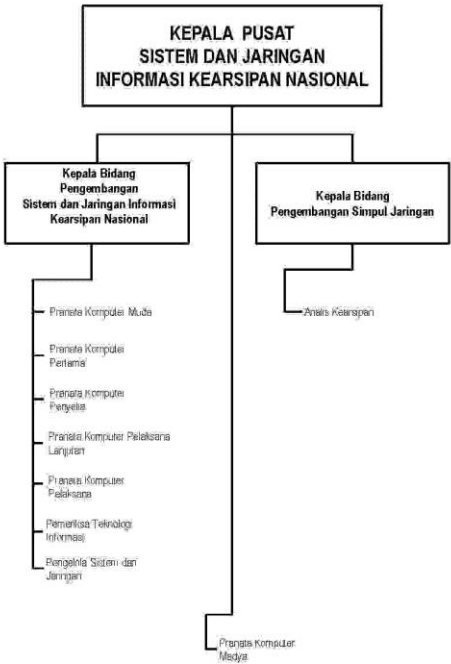 KEPALA PUSAT
SISTEM DAN JARINGAN
INFORMASI KEARSIPAN NASIONAL
Kepala Bidang
Pengembangan
Sistem dan Jaringan Informasi
Kearsipan Nasional
Kepala Bidang
Pengembangan Simpul Jaringan
Pranata Komputer Muda
Pranata Komputer
Pertama
Pranata Komputer
Penyelia
Pranata Komputer Pelaksana
Lanjutan
Pranata Komputer
Pelaksana
Pemeriksa Teknologi
Informasi
Pengelola Sistem dan
Jaringan
Analis Kearsipan
Pranata Komputer
Madya